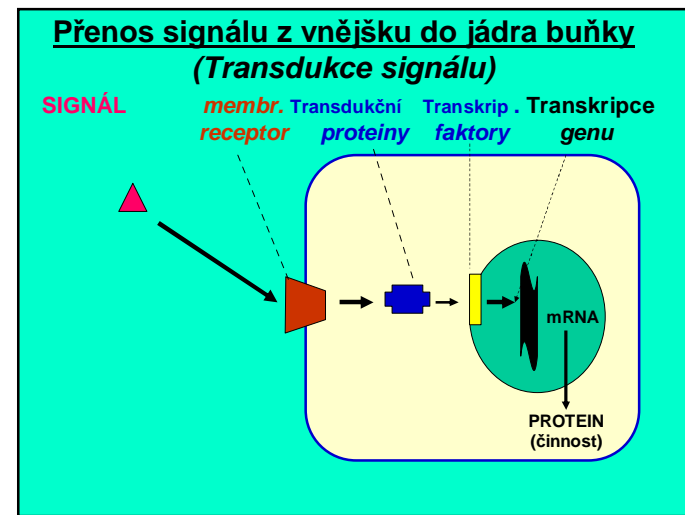 Přenos signálu z vnějšku do jádra buňky
(Transdukce signálu)
SIGNÁL membr. Transdukční Transkrip . Transkripce
receptor proteiny faktory genu
mRNA
PROTEIN
(činnost)